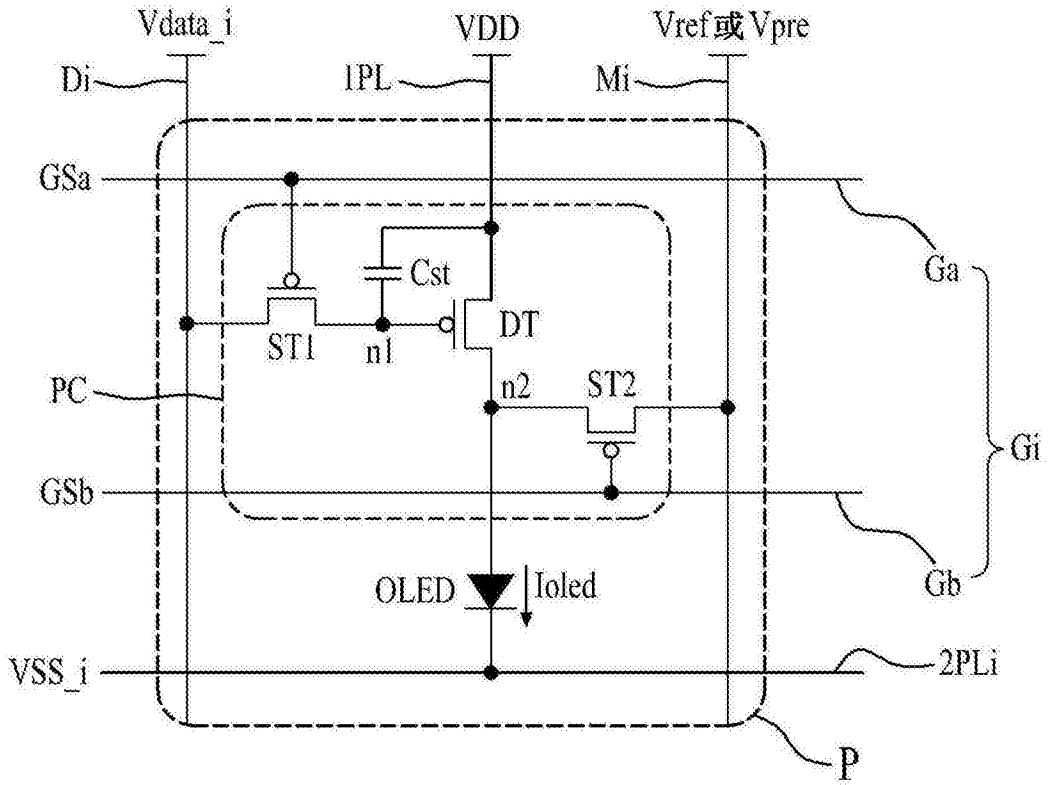 Vdata_i
VDD
Vref或Vpre
Di
1PL
Mi
GSa
Ga
Cst
ST1
n1
DT
PC
n2
ST2
Gi
GSb
Gb
OLED
Ioled
VSS_i
2PLi
P